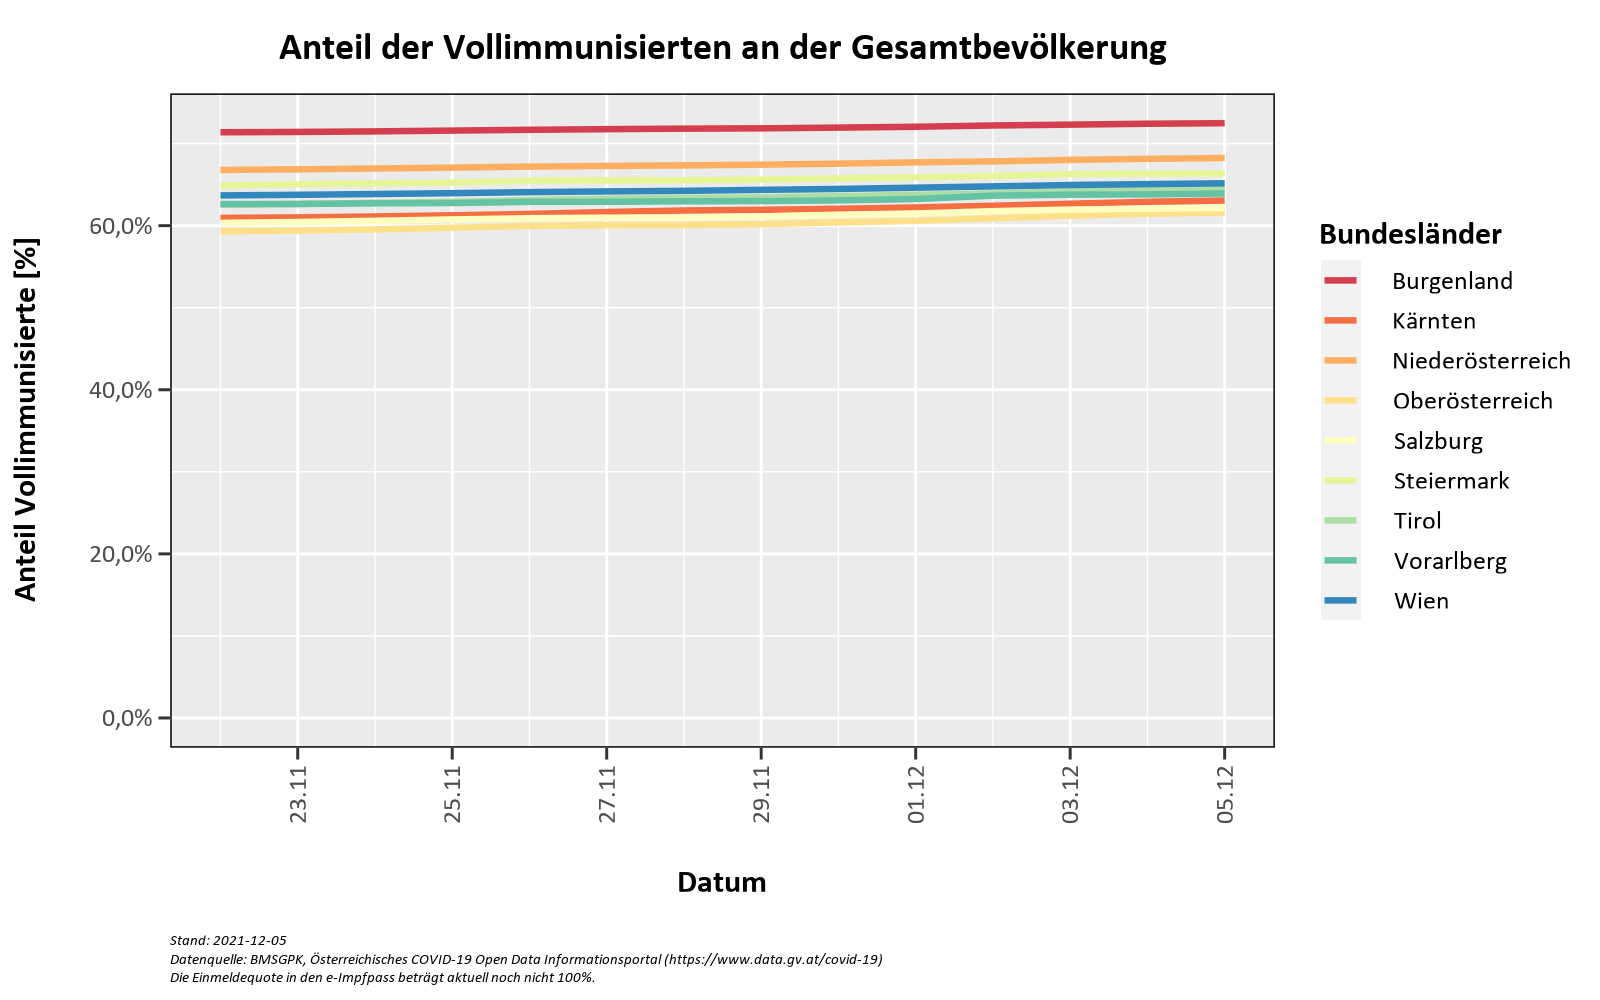 Anteil der Vollimmunisierten an der Gesamtbevölkerung
Anteil Vollimmunisierte [%]
60,0%
40,0%
20,0%
0,0%
23.11
25.11
27.11
29.11
01.12
03.12
05.12
Datum
Bundesländer
Burgenland
Kärnten
Niederösterreich
Oberösterreich
Salzburg
Steiermark
Tirol
Vorarlberg
Wien
Stand: 2021-12-05
Datenquelle: BMSGPK, Österreichisches COVID-19 Open Data Informationsportal (https://www.data.gv.at/covid-19)
Die Einmeldequote in den e-Impfpass beträgt aktuell noch nicht 100%.